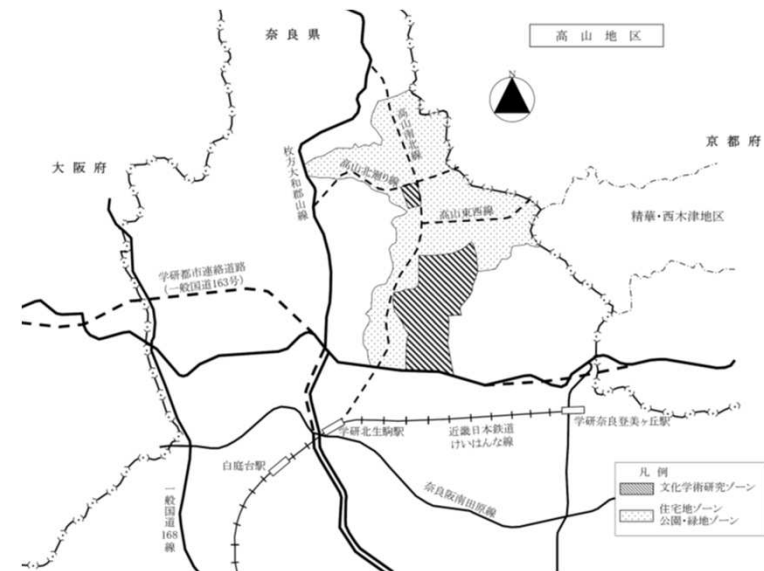 奈良県
高山地区
N
京都府
大阪府
高山南北線
枚方大和郡山線
高山北廻り線
高山東西線
精華・西木津地区
学研都市連絡道路
(一般国道163号)
学研北生駒駅
近畿日本鉄道
けいはんな線
学研奈良登美ヶ丘駅
白庭台駅
奈良阪南田原線
一般国道168線
凡例
文化学術研究ゾーン
住宅地ゾーン
公園・緑地ゾーン